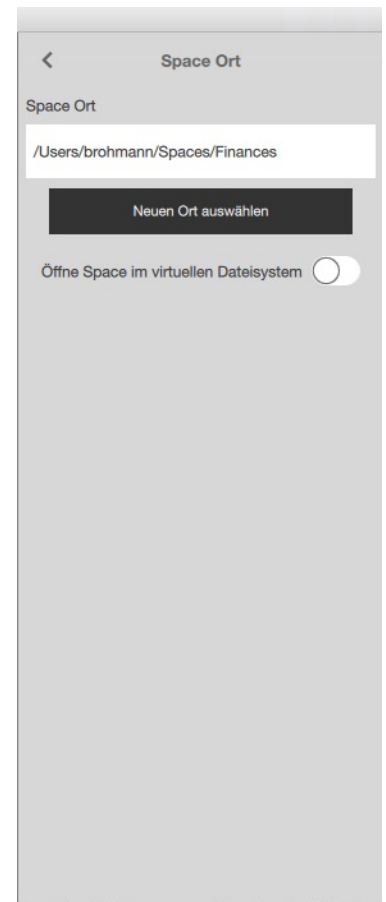 Space Ort
Space Ort
/Users/brohmann/Spaces/Finances
Neuen Ort auswählen
Öffne Space im virtuellen Dateisystem